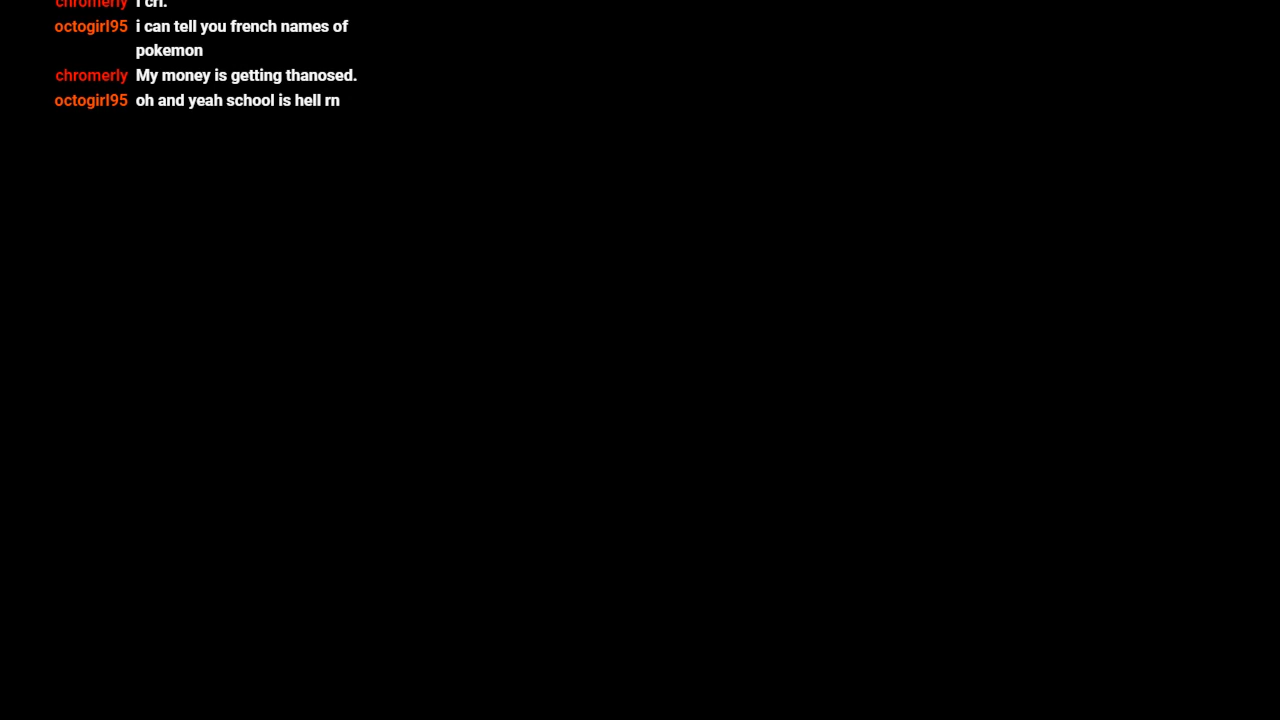 chromerly I cri.
octogirl95 i can tell you french names of
pokemon
chromerly My money is getting thanosed.
octogirl95 oh and yeah school is hell rn